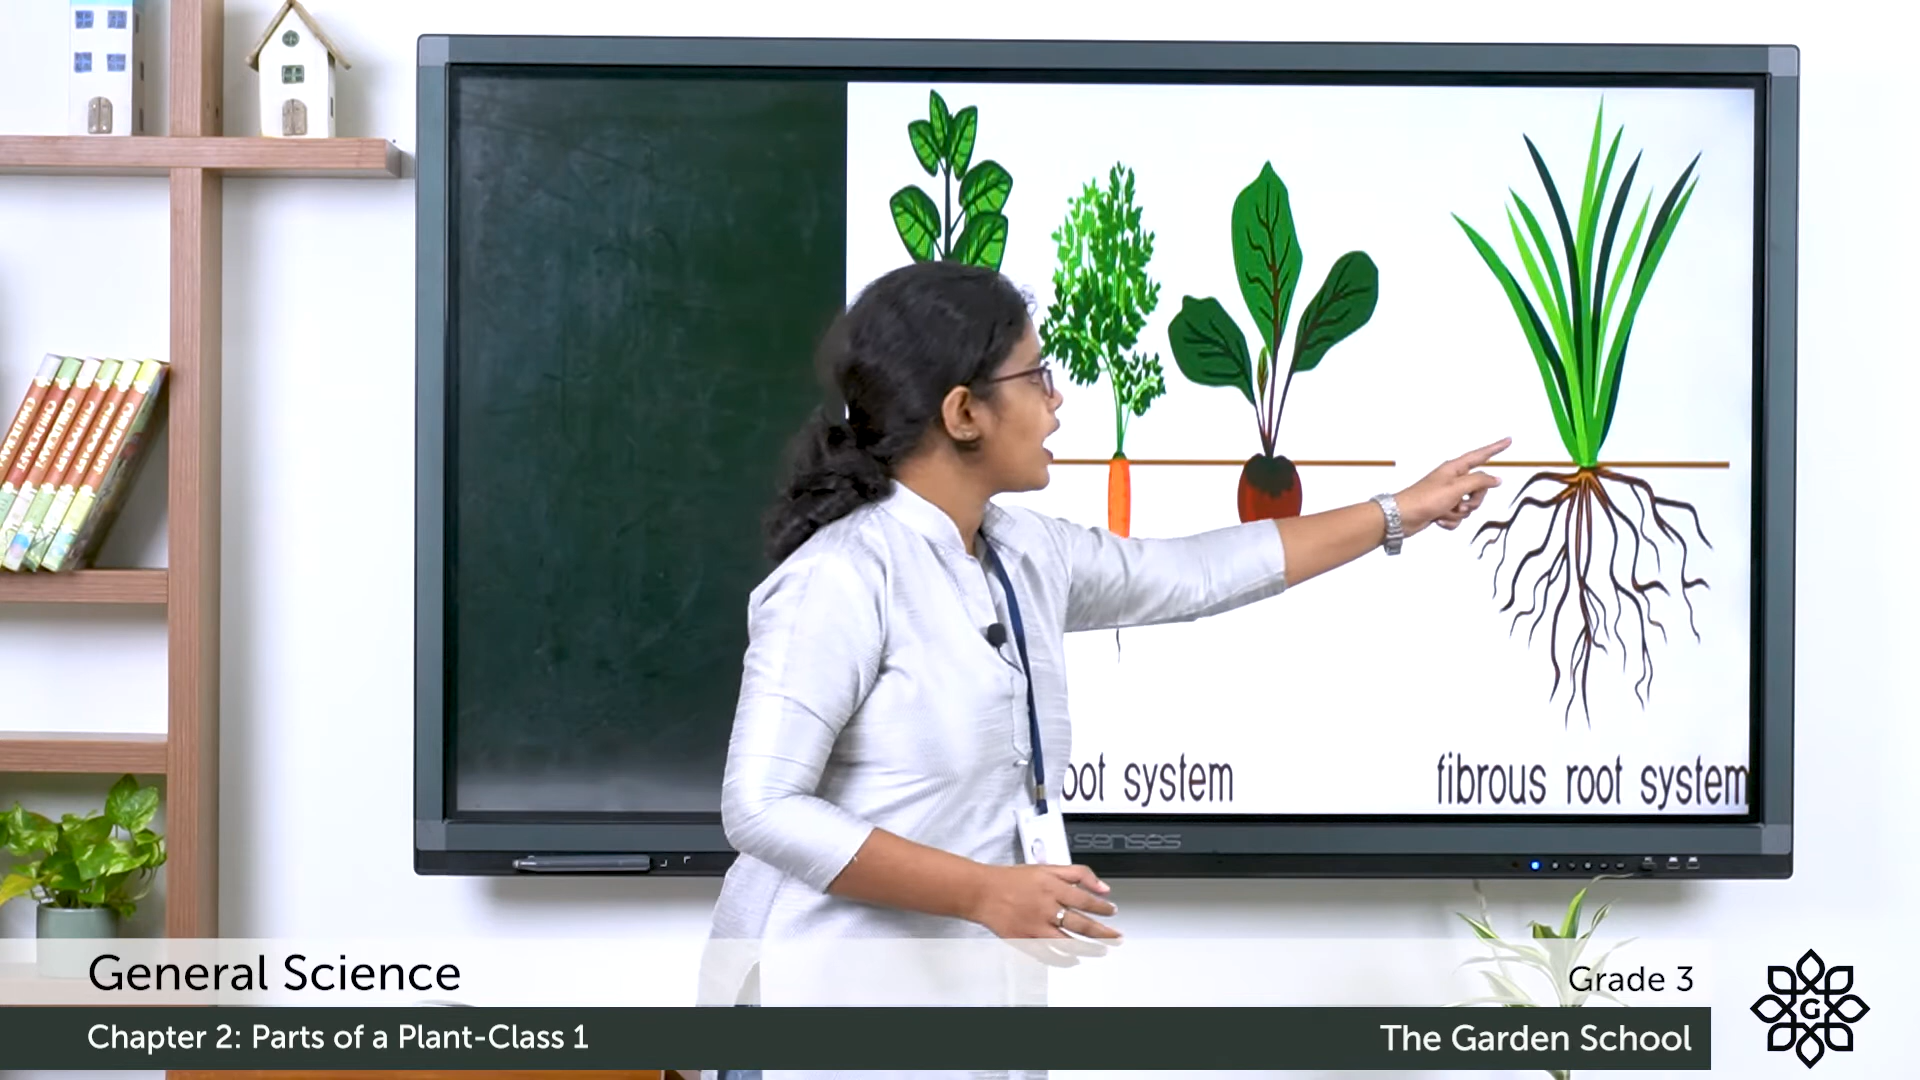 oot system
fibrous root system
senses
General Science
Grade 3
Chapter 2: Parts of a Plant-Class 1
The Garden School
G